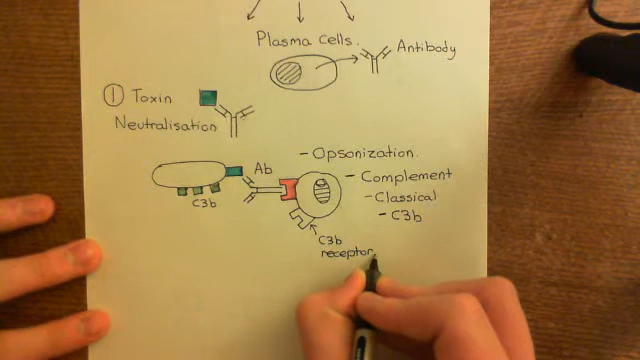 Plasma cells.
Antibody
① Toxin
Neutralisation
- Opsonization.
Ab
- Complement
- Classical
C3b
- C3b
C3b
receptor.